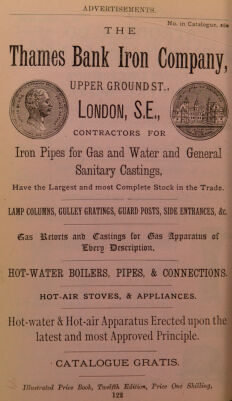 ADVERTISEMENTS.
No. in Catalogue,
THE
Thames Bank Iron Company,
UPPER GROUND ST.,
LONDON, S.E.,
CONTRACTORS FOR
Iron Pipes for Gas and Water and General
Sanitary Castings,
Have the Largest and most Complete Stock in the Trade.
LAMP COLUMNS, GULLEY GRATINGS, GUARD POSTS, SIDE ENTRANCES, &c.
Gas Retorts and Castings for Gas Apparatus of
Every Description,
HOT-WATER BOILERS, PIPES, & CONNECTIONS.
HOT-AIR STOVES, & APPLIANCES.
Hot-water & Hot-air Apparatus Erected upon the
latest and most Approved Principle.
CATALOGUE GRATIS.
Illustrated Price Book, Twelfth Edition, Price One Shilling,
122